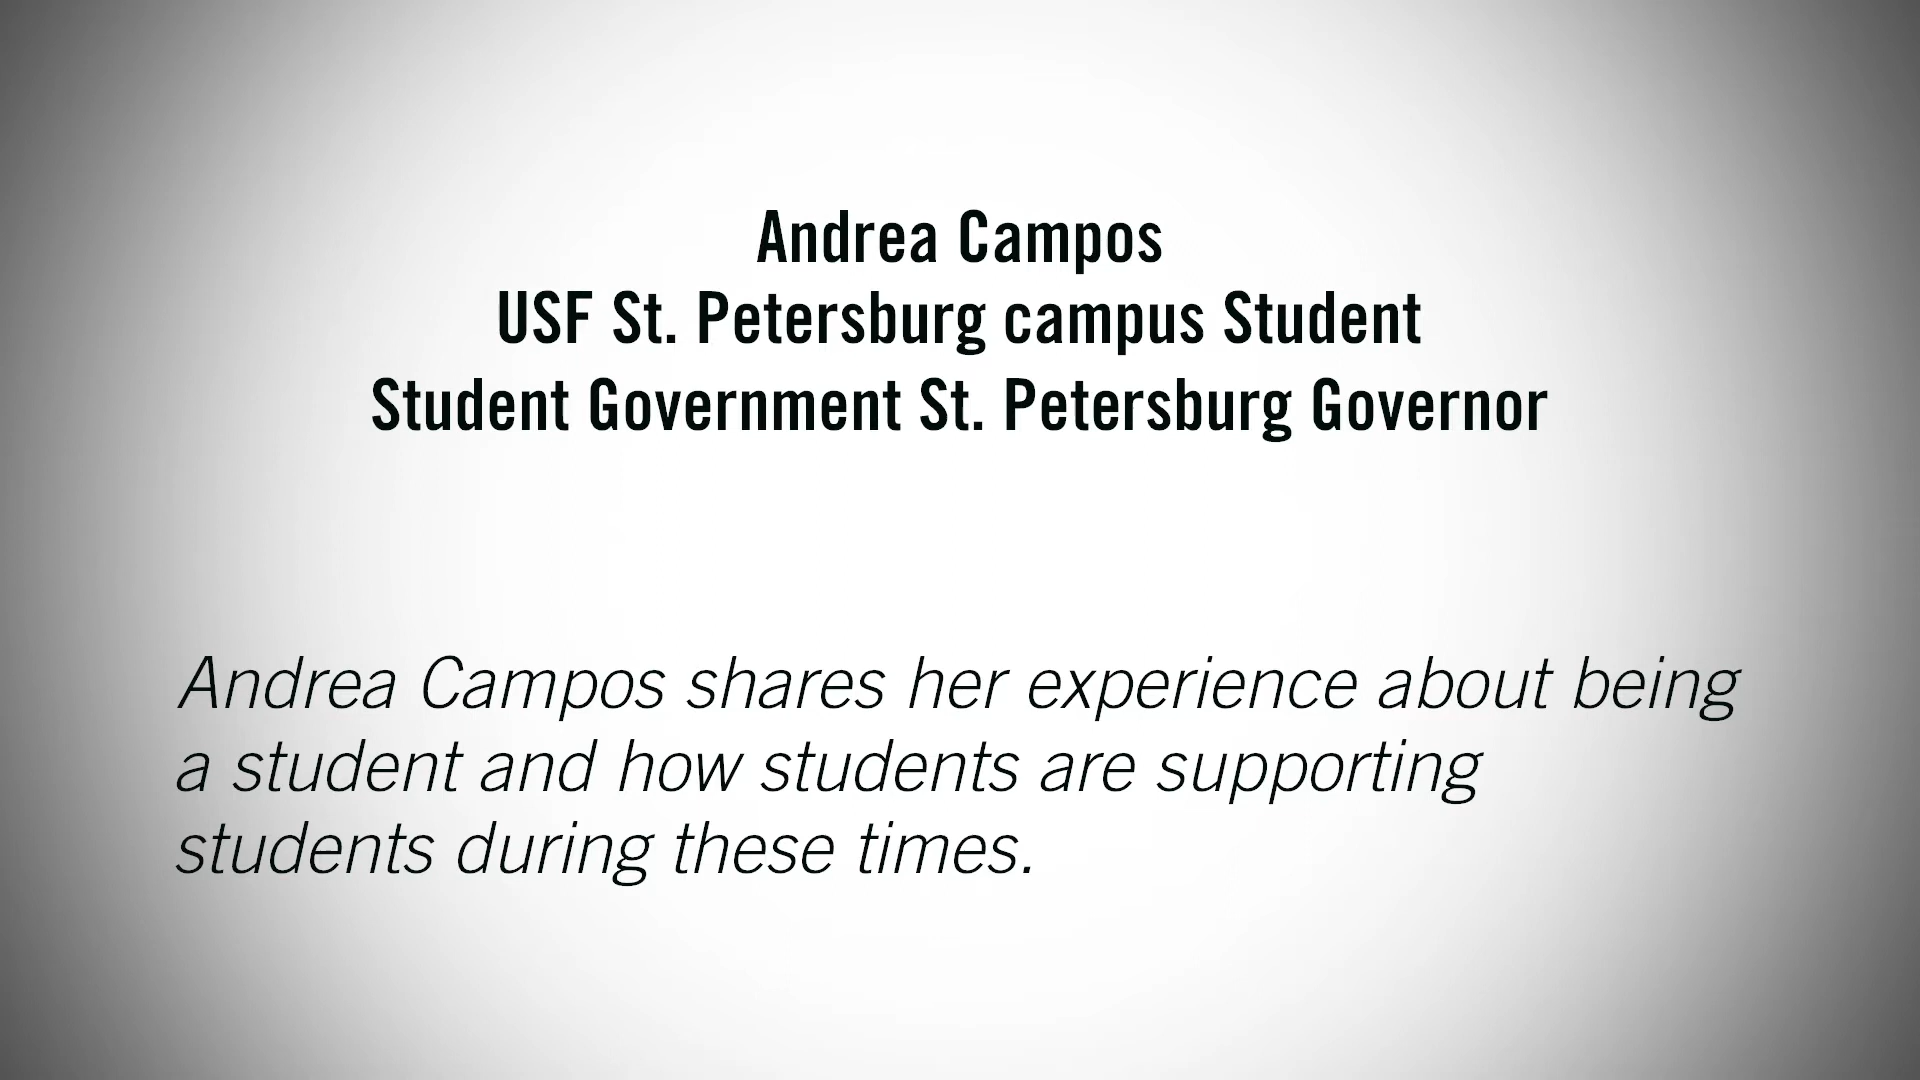 Andrea Campos
USF St. Petersburg campus Student
Student Government St. Petersburg Governor
Andrea Campos shares her experience about being
a student and how students are supporting
students during these times.